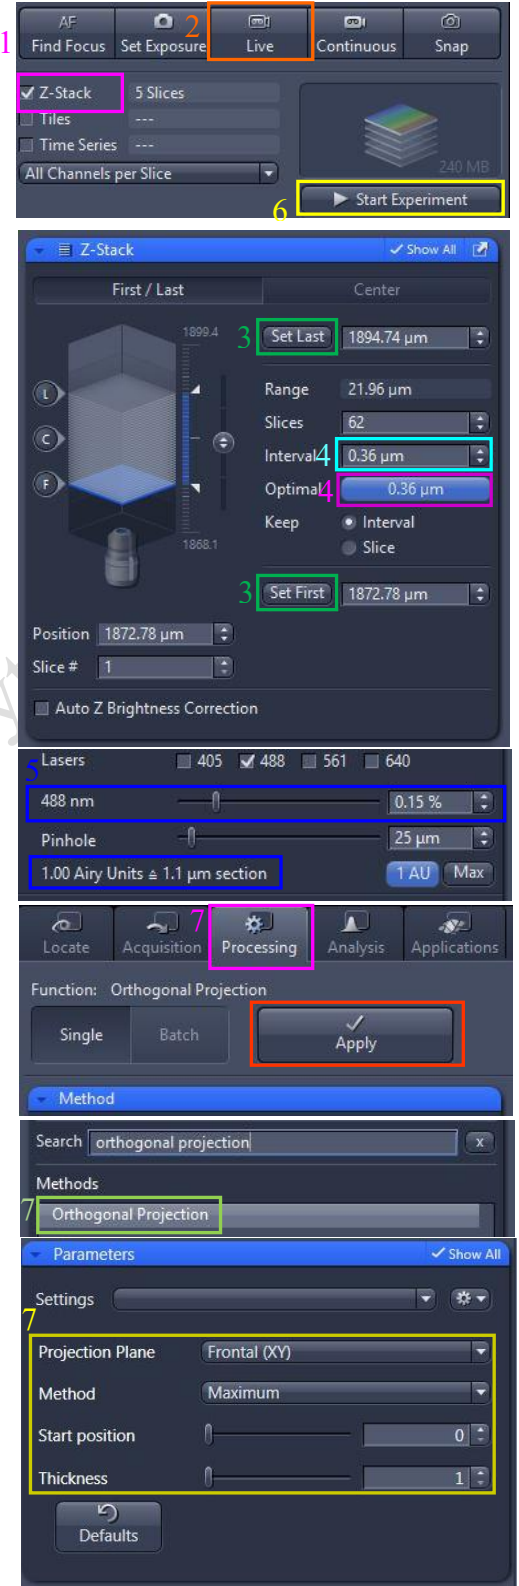 AF
Find Focus
Set Exposure
2
Live
Continuous
Snap
1
Z-Stack 5 Slices
Tiles ---
Time Series ---
All Channels per Slice
240 MB
6 Start Experiment
Z-Stack Show All
First / Last Center
1899.4
3 Set Last 1894.74 µm
Range 21.96 µm
L
Slices 62
C
Interval 4 0.36 µm
F
Optimal 4 0.36 µm
Keep Interval
Slice
1868.1
3 Set First 1872.78 µm
Position 1872.78 µm
Slice # 1
Auto Z Brightness Correction
Lasers 405 488 561 640
5
488 nm 0.15 %
Pinhole 25 µm
1.00 Airy Units ≙ 1.1 µm section 1 AU Max
7
Locate Acquisition Processing Analysis Applications
Function: Orthogonal Projection
Single Batch Apply
Method
Search orthogonal projection x
Methods
7 Orthogonal Projection
Parameters Show All
Settings
7
Projection Plane Frontal (XY)
Method Maximum
Start position 0
Thickness 1
Defaults